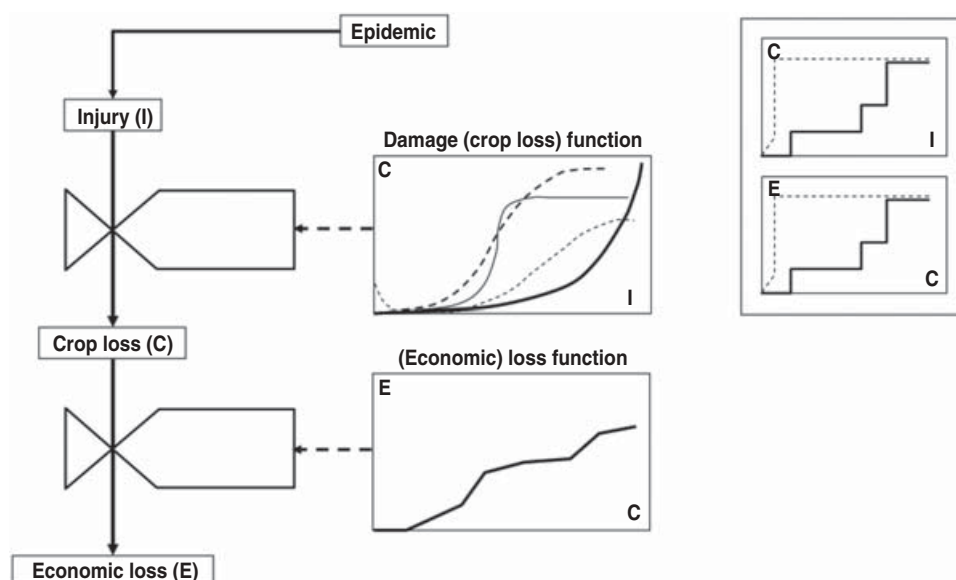 Epidemic
Injury (I)
Damage (crop loss) function
C
I
Crop loss (C)
(Economic) loss function
E
C
Economic loss (E)
C
I
E
C